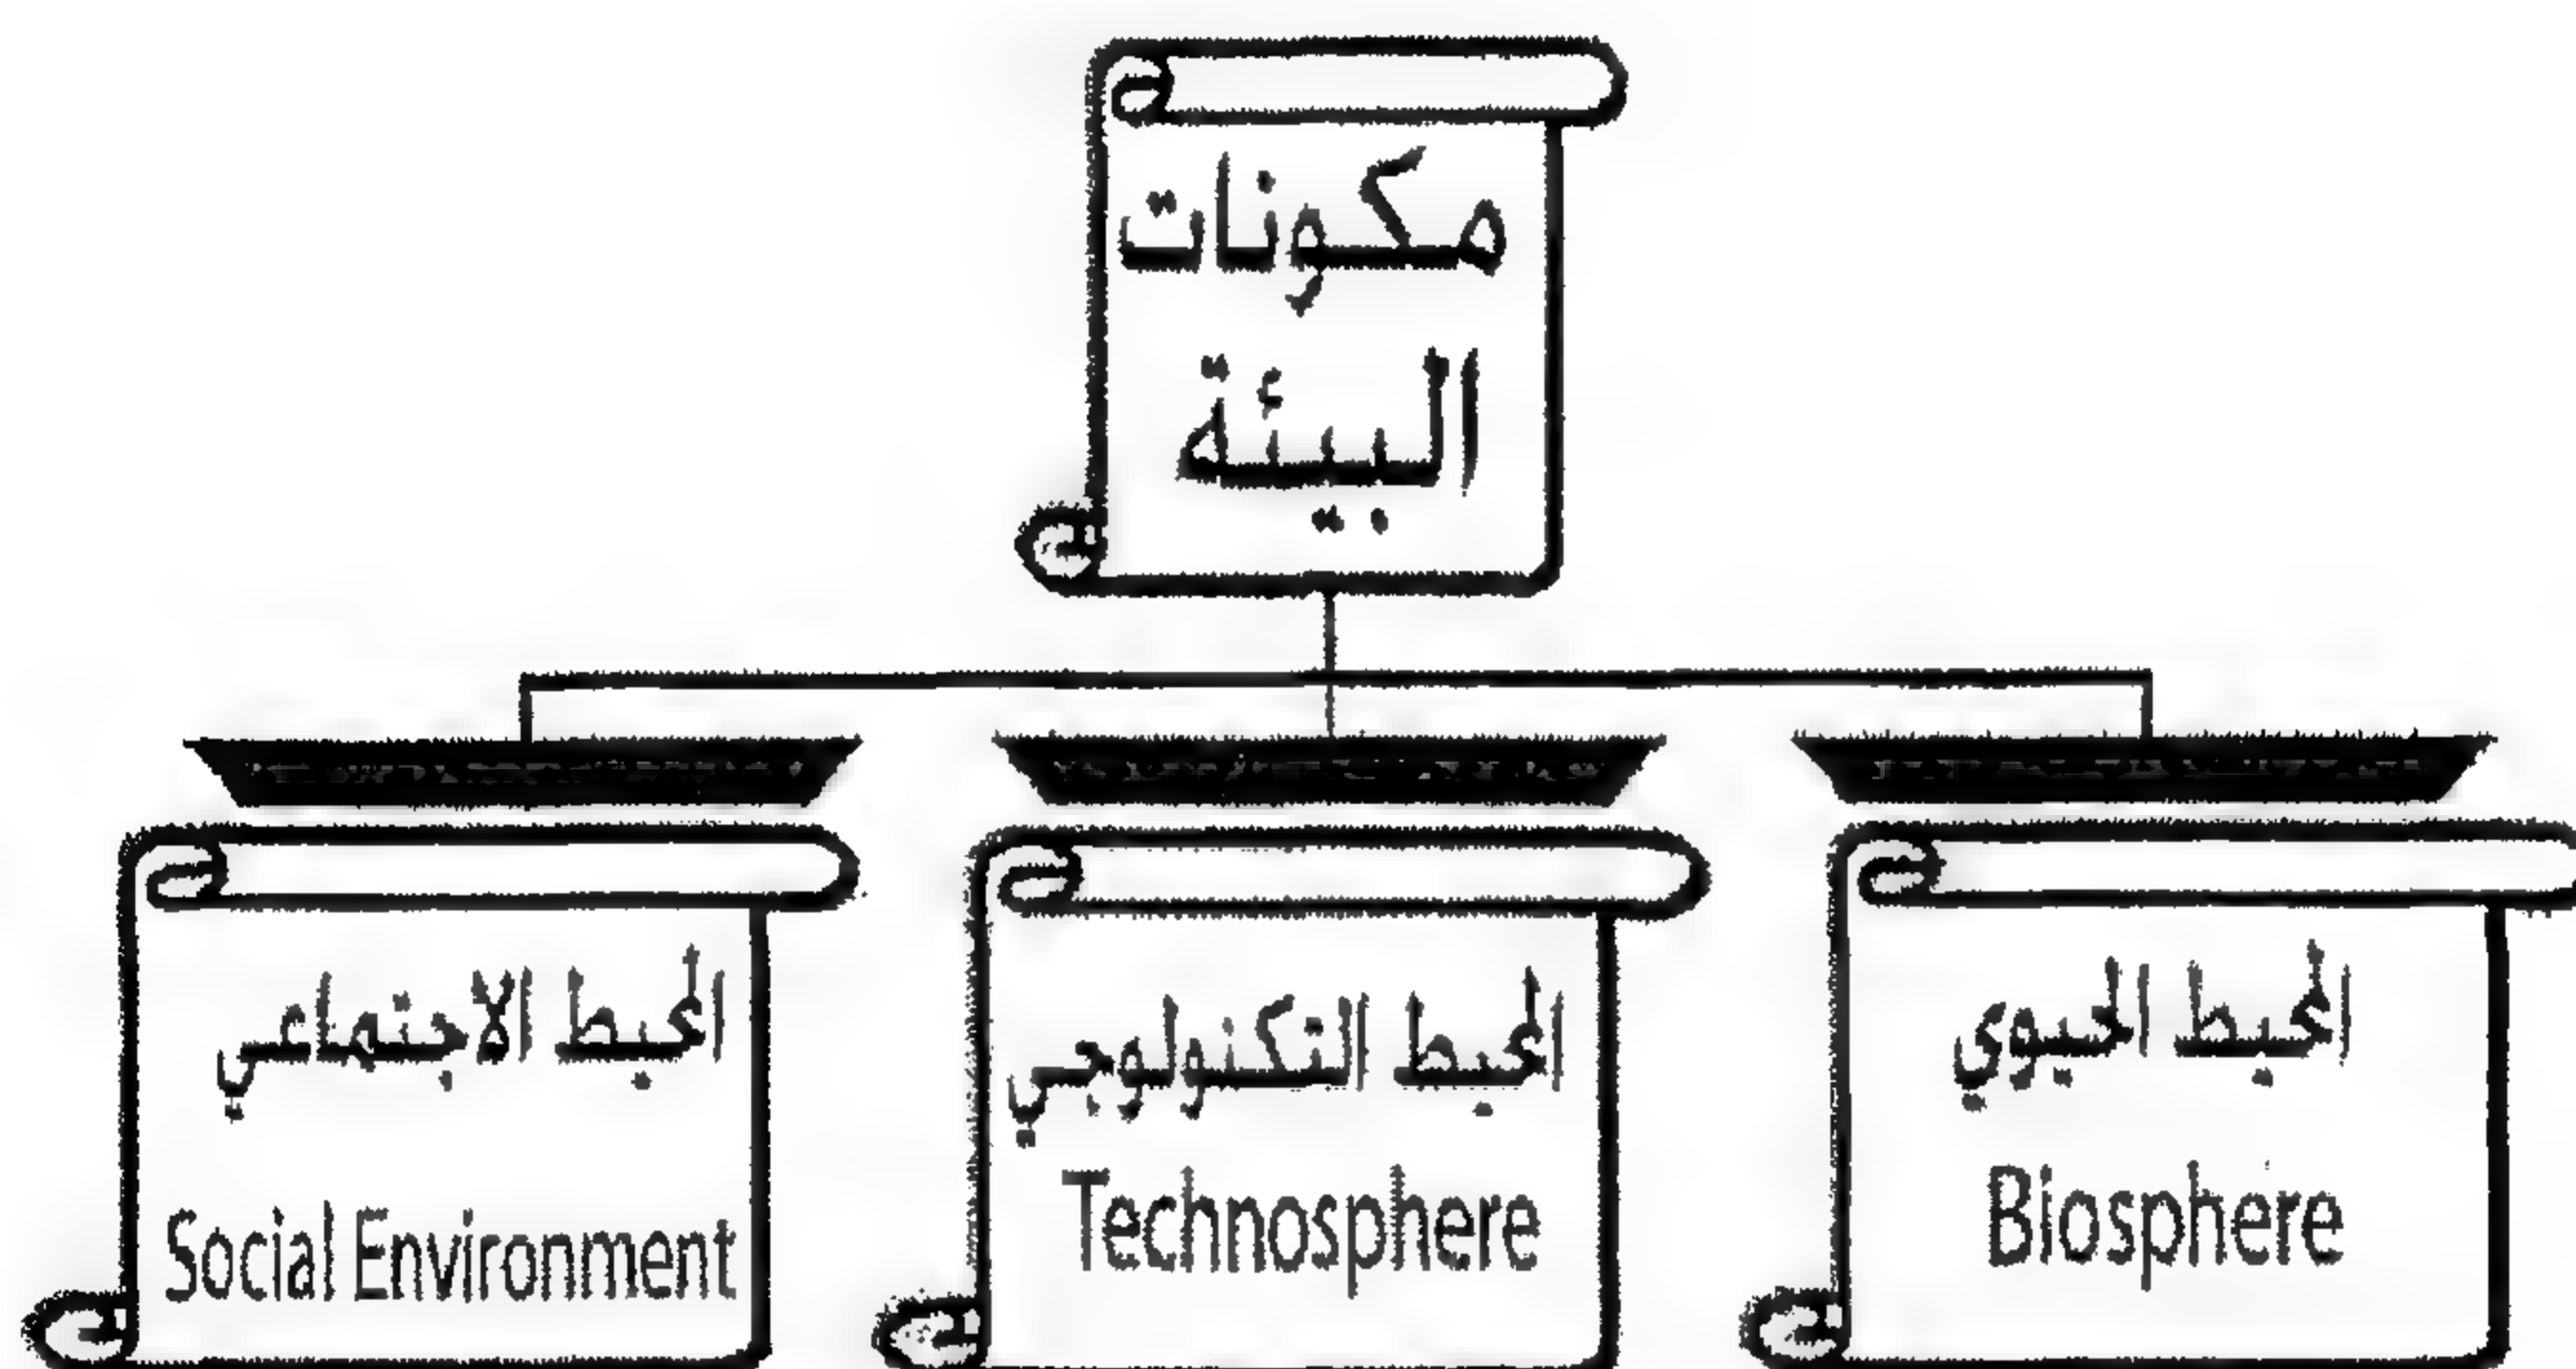 مكونات
البيئة
المحيط الحيوي
Biosphere
المحيط التكنولوجي
Technosphere
المحيط الاجتماعي
Social Environment